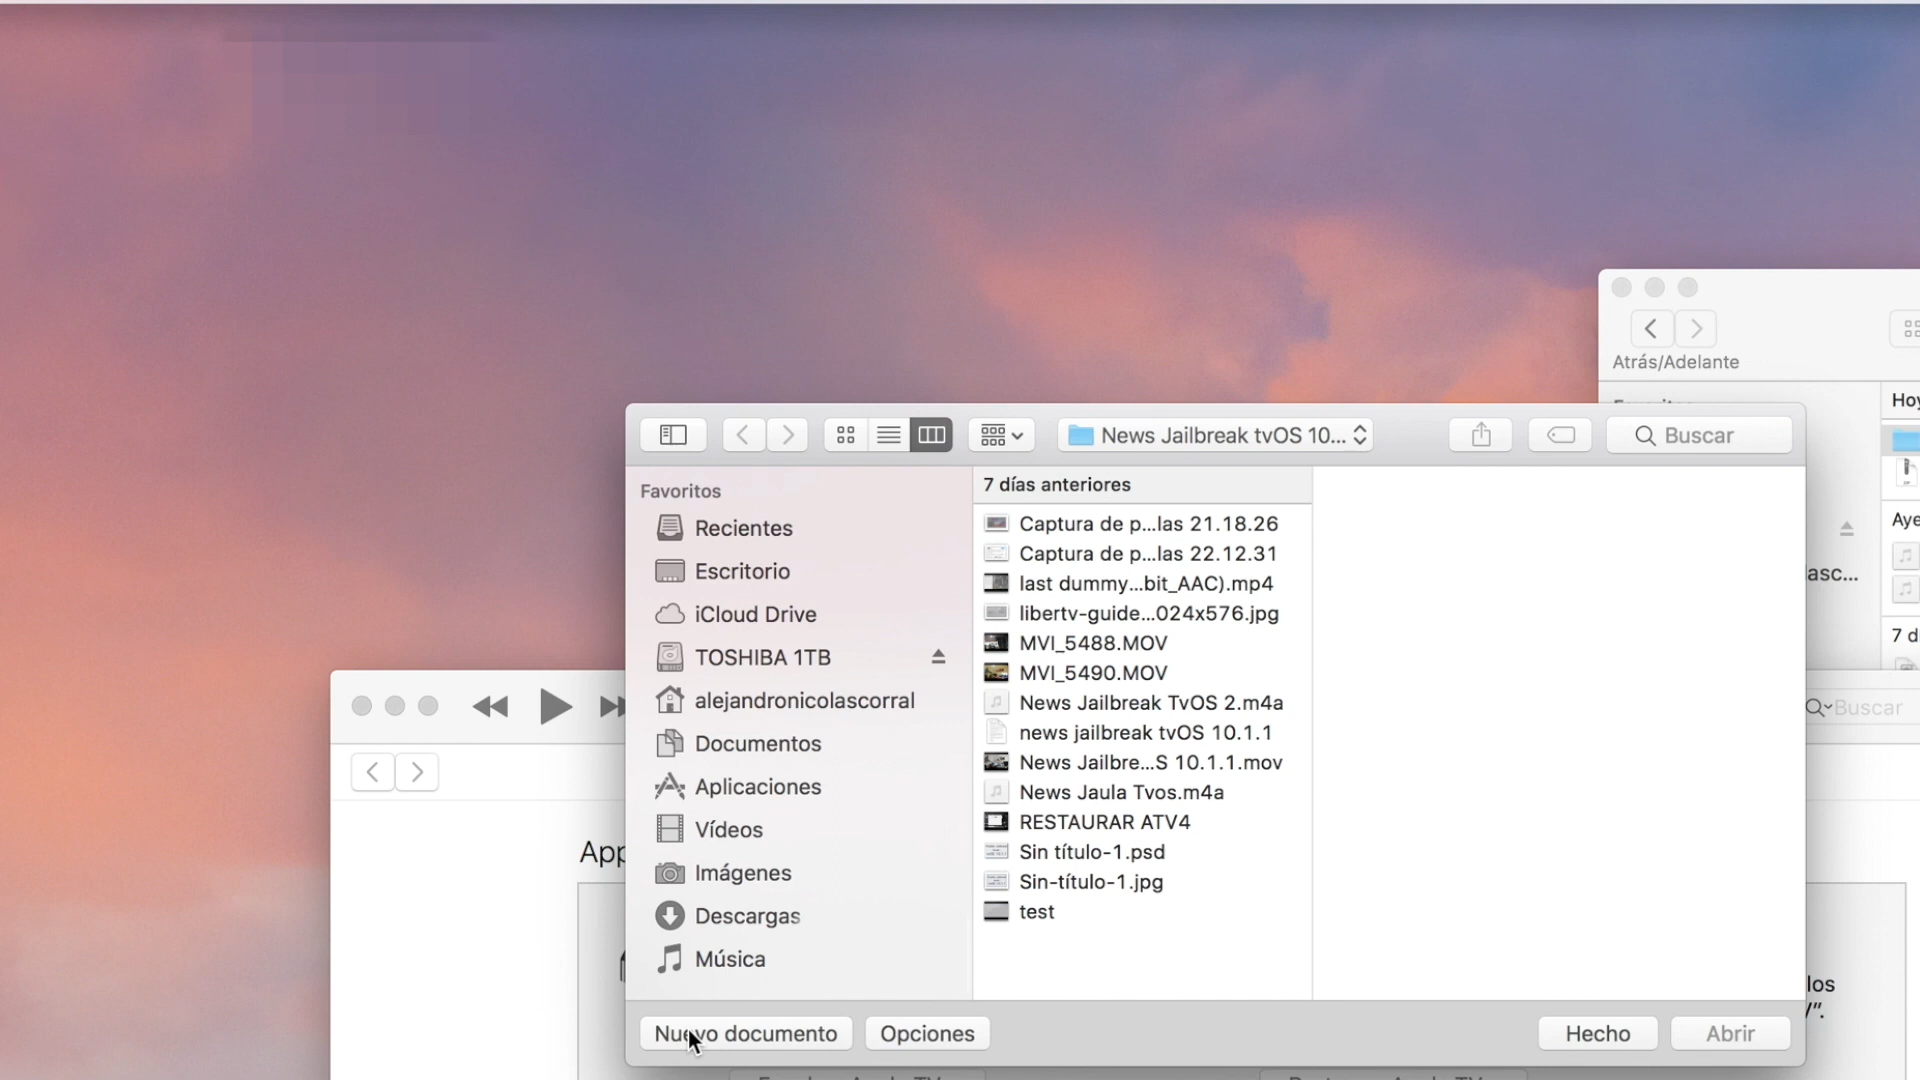 Atrás/Adelante
Hoy
News Jailbreak tvOS 10...
Buscar
Favoritos
Recientes
Escritorio
iCloud Drive
TOSHIBA 1TB
alejandronicolascorral
Documentos
Aplicaciones
Vídeos
Imágenes
Descargas
Música
7 días anteriores
Captura de p...las 21.18.26
Captura de p...las 22.12.31
last dummy...bit_AAC).mp4
libertv-guide...024x576.jpg
MVI_5488.MOV
MVI_5490.MOV
News Jailbreak TvOS 2.m4a
news jailbreak tvOS 10.1.1
News Jailbre...S 10.1.1.mov
News Jaula Tvos.m4a
RESTAURAR ATV4
Sin título-1.psd
Sin-título-1.jpg
test
Aye
asc...
7 d
Buscar
App
los
/”.
Nuevo documento
Opciones
Hecho
Abrir